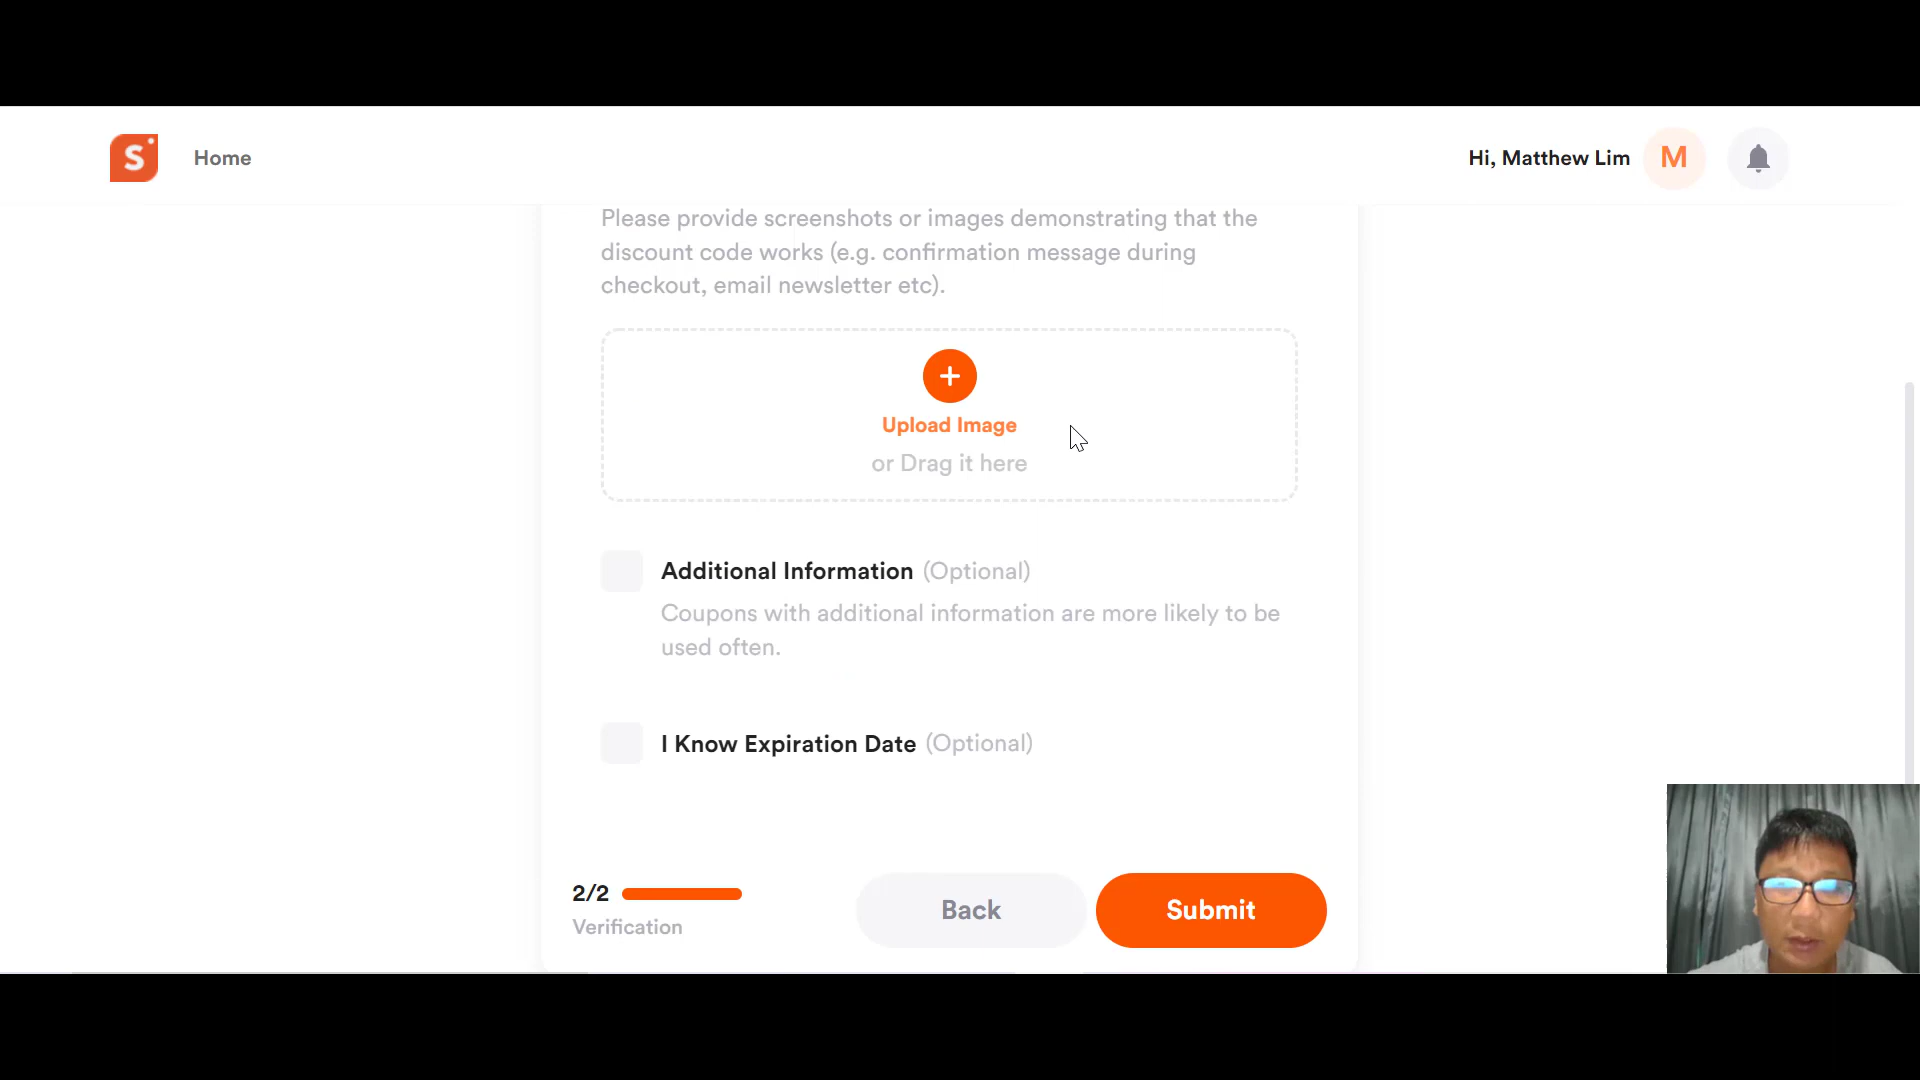 S
Home
Hi, Matthew Lim
M
Please provide screenshots or images demonstrating that the
discount code works (e.g. confirmation message during
checkout, email newsletter etc).
Upload Image
or Drag it here
Additional Information (Optional)
Coupons with additional information are more likely to be
used often.
I Know Expiration Date (Optional)
2/2
Verification
Back
Submit